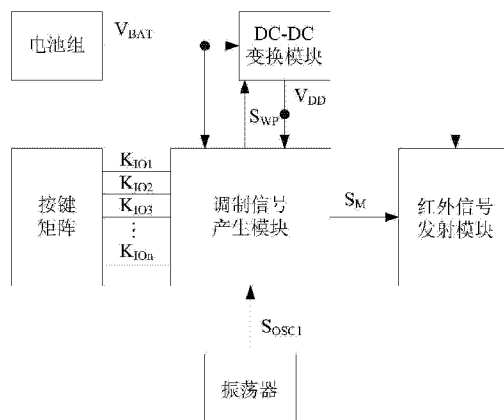 电池组
V_BAT
DC-DC
变换模块
V_DD
S_WP
按键
矩阵
K_IO1
K_IO2
K_IO3
⋮
K_IOn
调制信号
产生模块
S_M
红外信号
发射模块
S_OSC1
振荡器